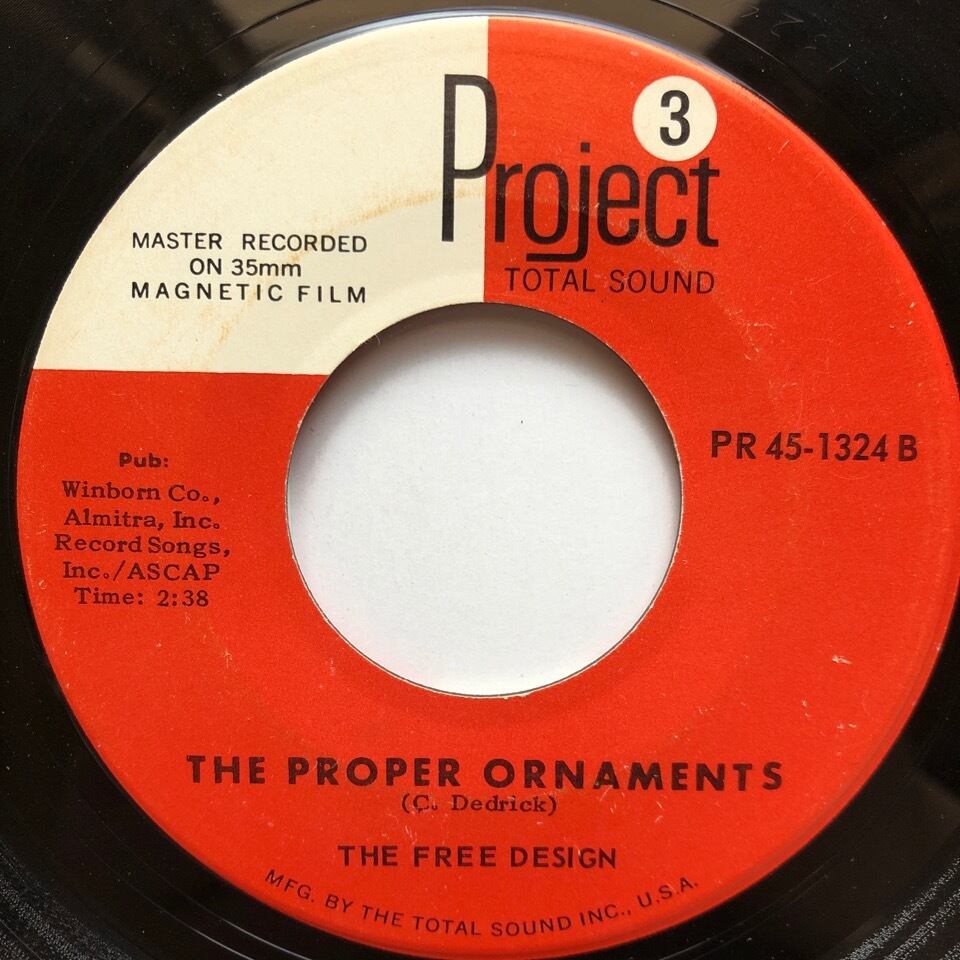 Project 3
TOTAL SOUND
MASTER RECORDED
ON 35mm
MAGNETIC FILM
PR 45-1324 B
Pub:
Winborn Co.,
Almitra, Inc.
Record Songs,
Inc./ASCAP
Time: 2:38
THE PROPER ORNAMENTS
(C. Dedrick)
THE FREE DESIGN
MFG. BY THE TOTAL SOUND INC., U.S.A.